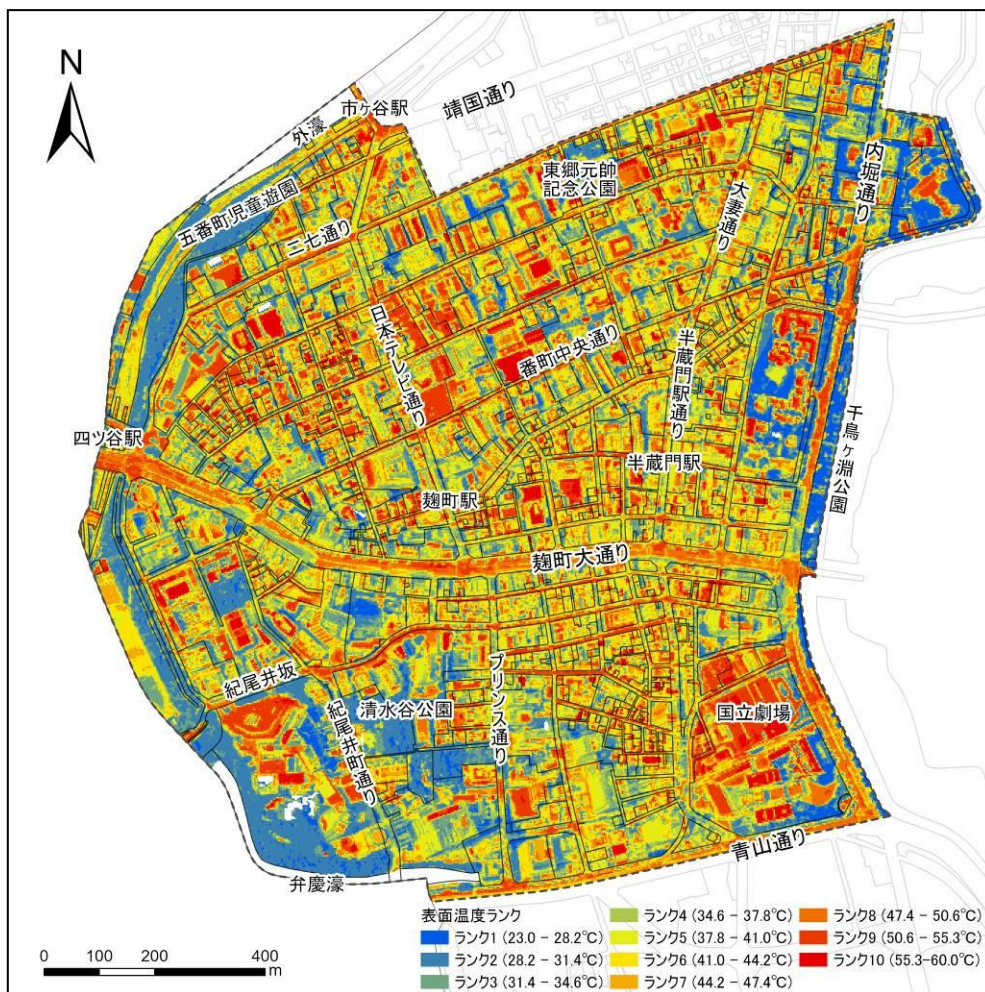 N
市ヶ谷駅
靖国通り
外濠
東郷元帥
記念公園
内堀通り
五番町児童遊園
二七通り
大妻通り
日本テレビ通り
番町中央通り
半蔵門駅通り
四ツ谷駅
千鳥ヶ淵公園
半蔵門駅
麹町駅
麹町大通り
紀尾井坂
清水谷公園
プリンス通り
国立劇場
紀尾井町通り
青山通り
弁慶濠
表面温度ランク
ランク1 (23.0 - 28.2℃)
ランク2 (28.2 - 31.4℃)
ランク3 (31.4 - 34.6℃)
ランク4 (34.6 - 37.8℃)
ランク5 (37.8 - 41.0℃)
ランク6 (41.0 - 44.2℃)
ランク7 (44.2 - 47.4℃)
ランク8 (47.4 - 50.6℃)
ランク9 (50.6 - 55.3℃)
ランク10 (55.3-60.0℃)
0 100 200 400
m